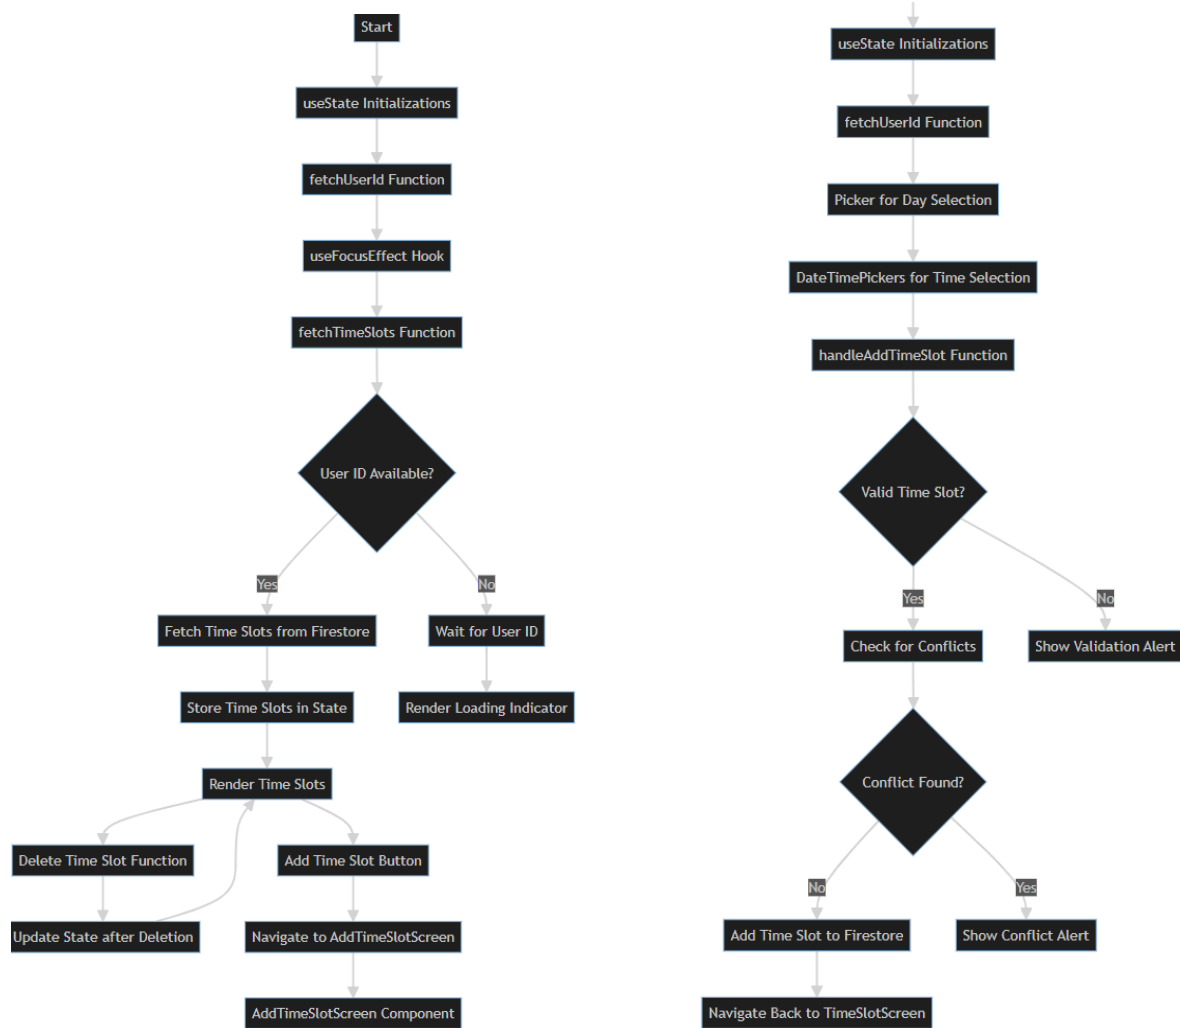 Start
useState Initializations
fetchUserId Function
useFocusEffect Hook
fetchTimeSlots Function
User ID Available?
Yes
No
Fetch Time Slots from Firestore
Wait for User ID
Store Time Slots in State
Render Loading Indicator
Render Time Slots
Delete Time Slot Function
Add Time Slot Button
Update State after Deletion
Navigate to AddTimeSlotScreen
AddTimeSlotScreen Component
useState Initializations
fetchUserId Function
Picker for Day Selection
DateTimePickers for Time Selection
handleAddTimeSlot Function
Valid Time Slot?
Yes
No
Check for Conflicts
Show Validation Alert
Conflict Found?
No
Yes
Add Time Slot to Firestore
Show Conflict Alert
Navigate Back to TimeSlotScreen